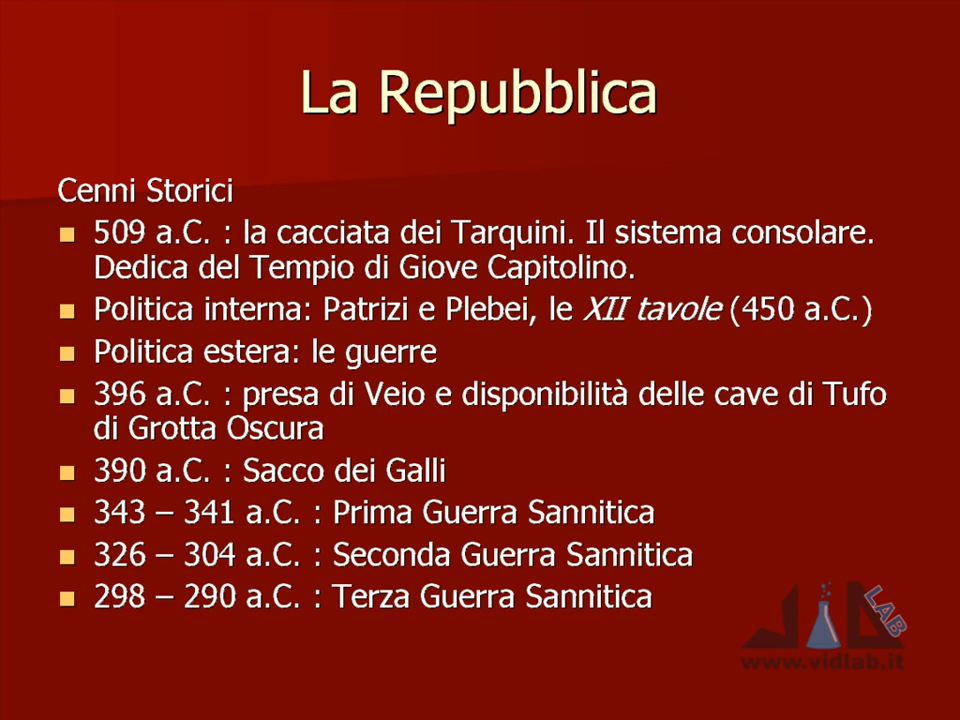 La Repubblica
Cenni Storici
509 a.C. : la cacciata dei Tarquini. Il sistema consolare.
Dedica del Tempio di Giove Capitolino.
Politica interna: Patrizi e Plebei, le XII tavole (450 a.C.)
Politica estera: le guerre
396 a.C. : presa di Veio e disponibilità delle cave di Tufo
di Grotta Oscura
390 a.C. : Sacco dei Galli
343 – 341 a.C. : Prima Guerra Sannitica
326 – 304 a.C. : Seconda Guerra Sannitica
298 – 290 a.C. : Terza Guerra Sannitica
LAB
www.vidlab.it